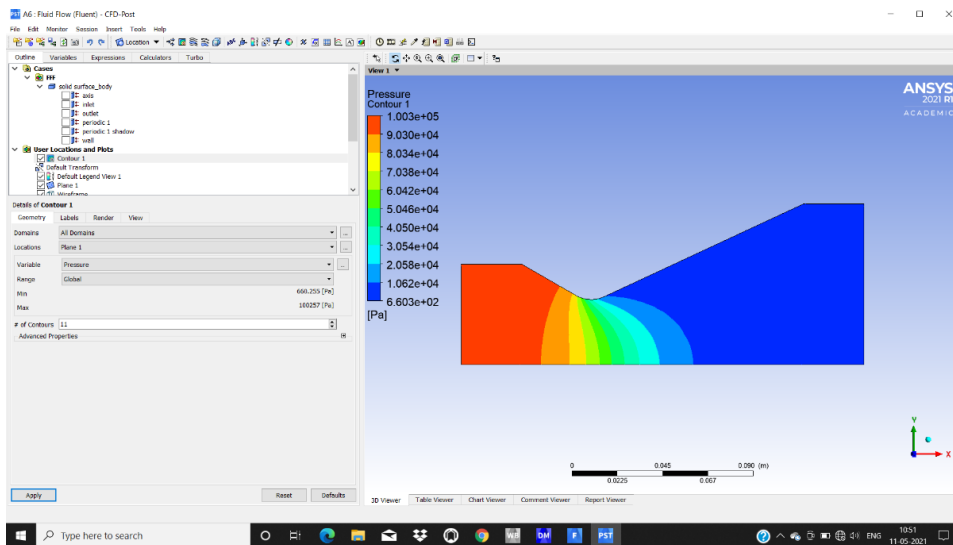 A6 : Fluid Flow (Fluent) - CFD-Post
File Edit Monitor Session Insert Tools Help
Location
Outline Variables Expressions Calculators Turbo
Cases
FFF
solid surface_body
axis
inlet
outlet
periodic 1
periodic 1 shadow
wall
User Locations and Plots
Contour 1
Default Transform
Default Legend View 1
Plane 1
Wireframe
Details of Contour 1
Geometry Labels Render View
Domains All Domains ...
Locations Plane 1 ...
Variable Pressure ...
Range Global
Min 660.255 [Pa]
Max 100257 [Pa]
# of Contours 11
Advanced Properties
Apply Reset Defaults
View 1
Pressure
Contour 1
1.003e+05
9.030e+04
8.034e+04
7.038e+04
6.042e+04
5.046e+04
4.050e+04
3.054e+04
2.058e+04
1.062e+04
6.603e+02
[Pa]
ANSYS
2021 R1
ACADEMIC
Y
X
0 0.045 0.090 (m)
0.0225 0.067
3D Viewer Table Viewer Chart Viewer Comment Viewer Report Viewer
Type here to search
WB DM F PST
ENG
10:51
11-05-2021